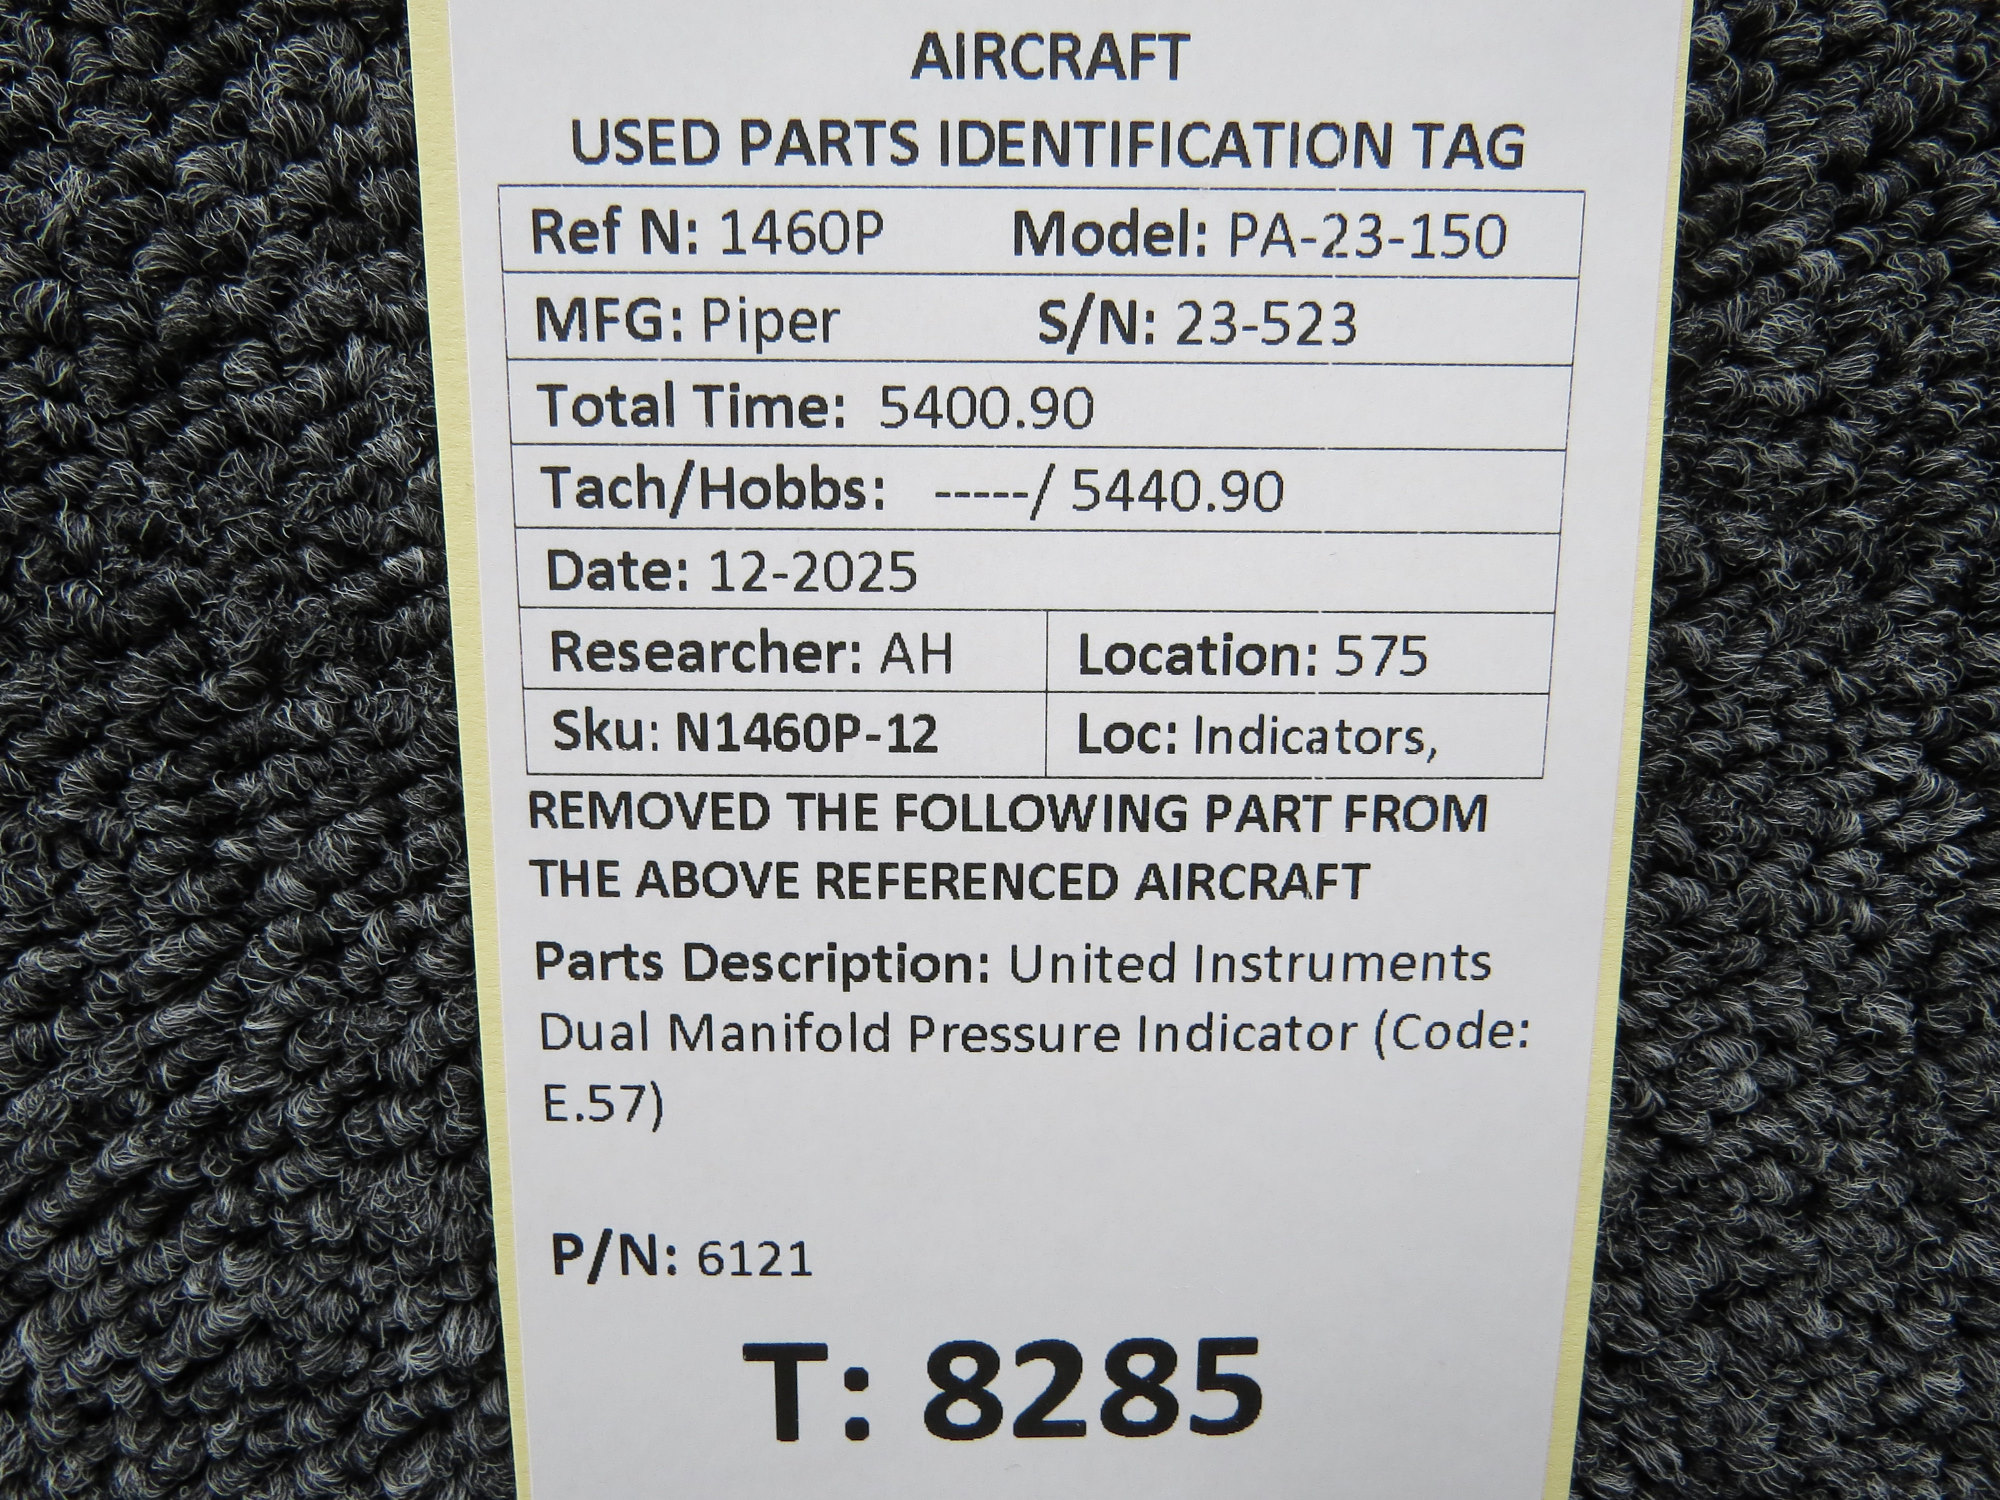 AIRCRAFT
USED PARTS IDENTIFICATION TAG
Ref N: 1460P Model: PA-23-150
MFG: Piper S/N: 23-523
Total Time: 5400.90
Tach/Hobbs: -----/ 5440.90
Date: 12-2025
Researcher: AH Location: 575
Sku: N1460P-12 Loc: Indicators,
REMOVED THE FOLLOWING PART FROM
THE ABOVE REFERENCED AIRCRAFT
Parts Description: United Instruments
Dual Manifold Pressure Indicator (Code:
E.57)
P/N: 6121
T: 8285